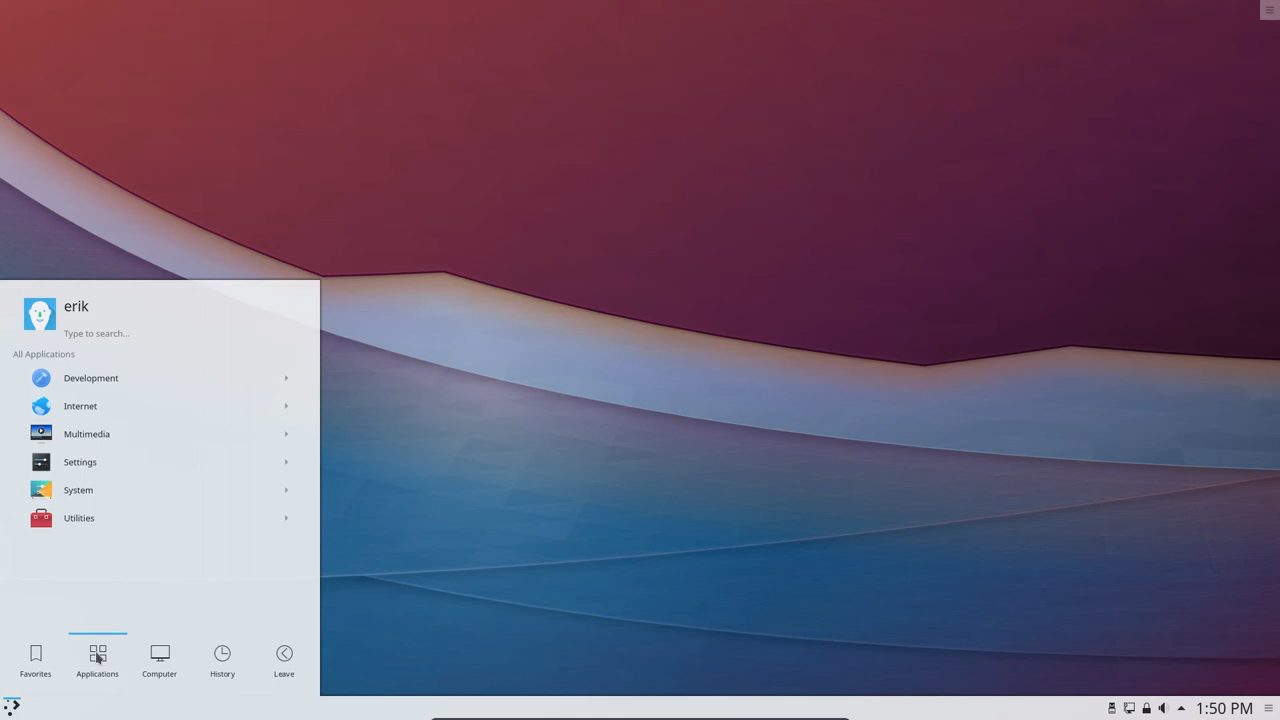 erik
Type to search...
All Applications
Development
Internet
Multimedia
Settings
System
Utilities
Favorites
Applications
Computer
History
Leave
1:50 PM